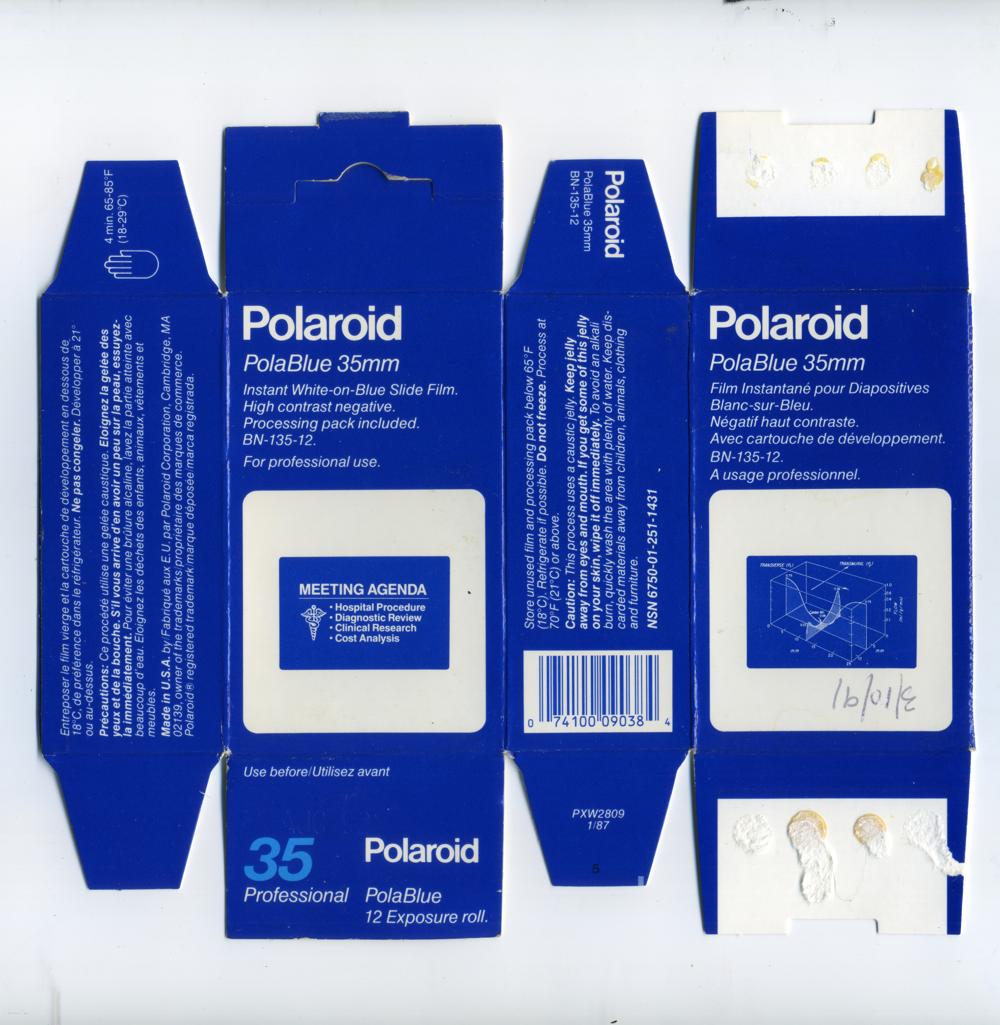 4 min. 65-85°F
(18-29°C)
Entreposer le film vierge et la cartouche de développement en dessous de
18°C, de préférence dans le réfrigérateur. Ne pas congeler. Développer à 21°
ou au-dessus.
Précautions: Ce procédé utilise une gelée caustique. Eloignez la gelée des
yeux et de la bouche. S'il vous arrive d'en avoir un peu sur la peau, essuyez-
la immédiatement. Pour éviter une brûlure alcaline, lavez la partie atteinte avec
beaucoup d'eau. Eloignez les déchets des enfants, animaux, vêtements et
meubles.
Made in U.S.A. by/Fabriqué aux E.U. par Polaroid Corporation, Cambridge, MA
02139, owner of the trademarks/propriétaire des marques de commerce.
Polaroid® registered trademark/marque déposée/marca registrada.
Polaroid
PolaBlue 35mm
Instant White-on-Blue Slide Film.
High contrast negative.
Processing pack included.
BN-135-12.
For professional use.
MEETING AGENDA
• Hospital Procedure
• Diagnostic Review
• Clinical Research
• Cost Analysis
Use before/Utilisez avant
35
Professional
Polaroid
PolaBlue
12 Exposure roll.
Polaroid
PolaBlue 35mm
BN-135-12
Store unused film and processing pack below 65°F
(18°C). Refrigerate if possible. Do not freeze. Process at
70°F (21°C) or above.
Caution: This process uses a caustic jelly. Keep jelly
away from eyes and mouth. If you get some of this jelly
on your skin, wipe it off immediately. To avoid an alkali
burn, quickly wash the area with plenty of water. Keep dis-
carded materials away from children, animals, clothing
and furniture.
NSN 6750-01-251-1431
0 74100 09038 4
PXW2809
1/87
5
Polaroid
PolaBlue 35mm
Film Instantané pour Diapositives
Blanc-sur-Bleu.
Négatif haut contraste.
Avec cartouche de développement.
BN-135-12.
A usage professionnel.
TRANSVERSE
TRANSMURAL
3/10/91